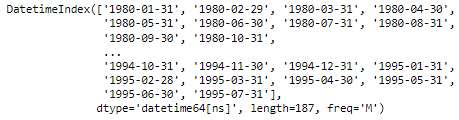 DatetimeIndex(['1980-01-31', '1980-02-29', '1980-03-31', '1980-04-30',
'1980-05-31', '1980-06-30', '1980-07-31', '1980-08-31',
'1980-09-30', '1980-10-31',
...
'1994-10-31', '1994-11-30', '1994-12-31', '1995-01-31',
'1995-02-28', '1995-03-31', '1995-04-30', '1995-05-31',
'1995-06-30', '1995-07-31'],
dtype='datetime64[ns]', length=187, freq='M')